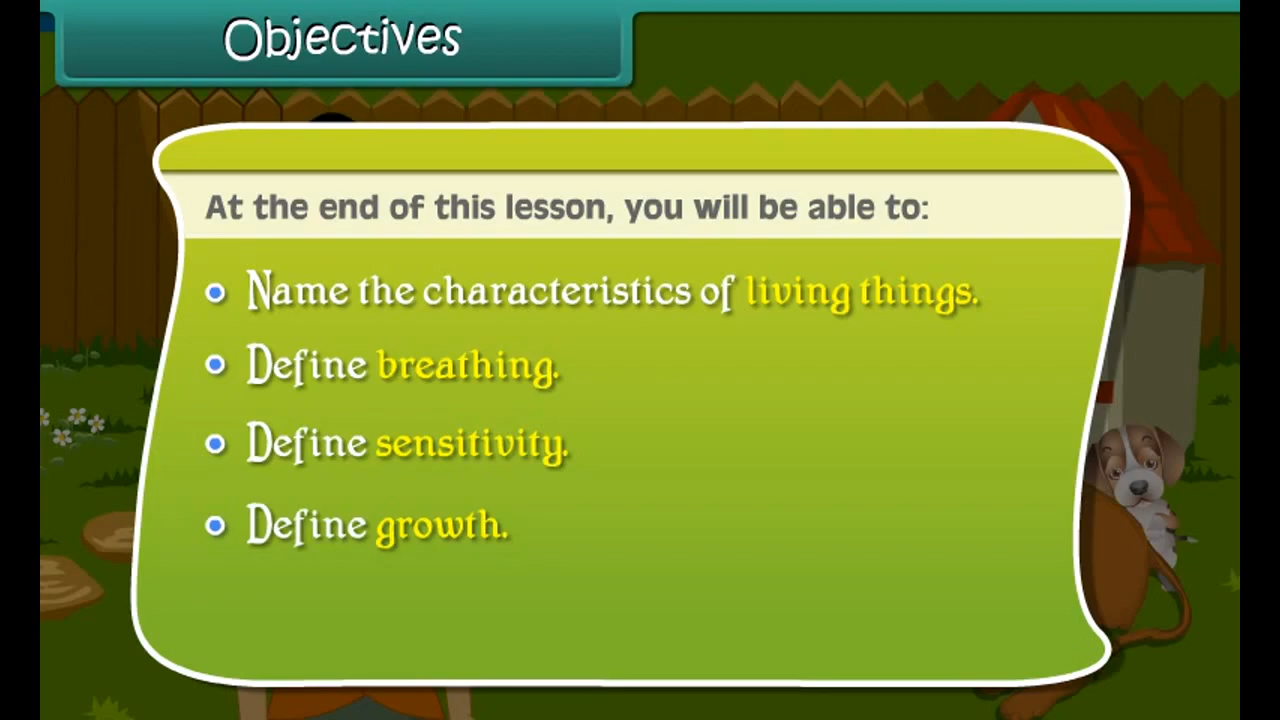 Objectives
At the end of this lesson, you will be able to:
Name the characteristics of living things.
Define breathing.
Define sensitivity.
Define growth.